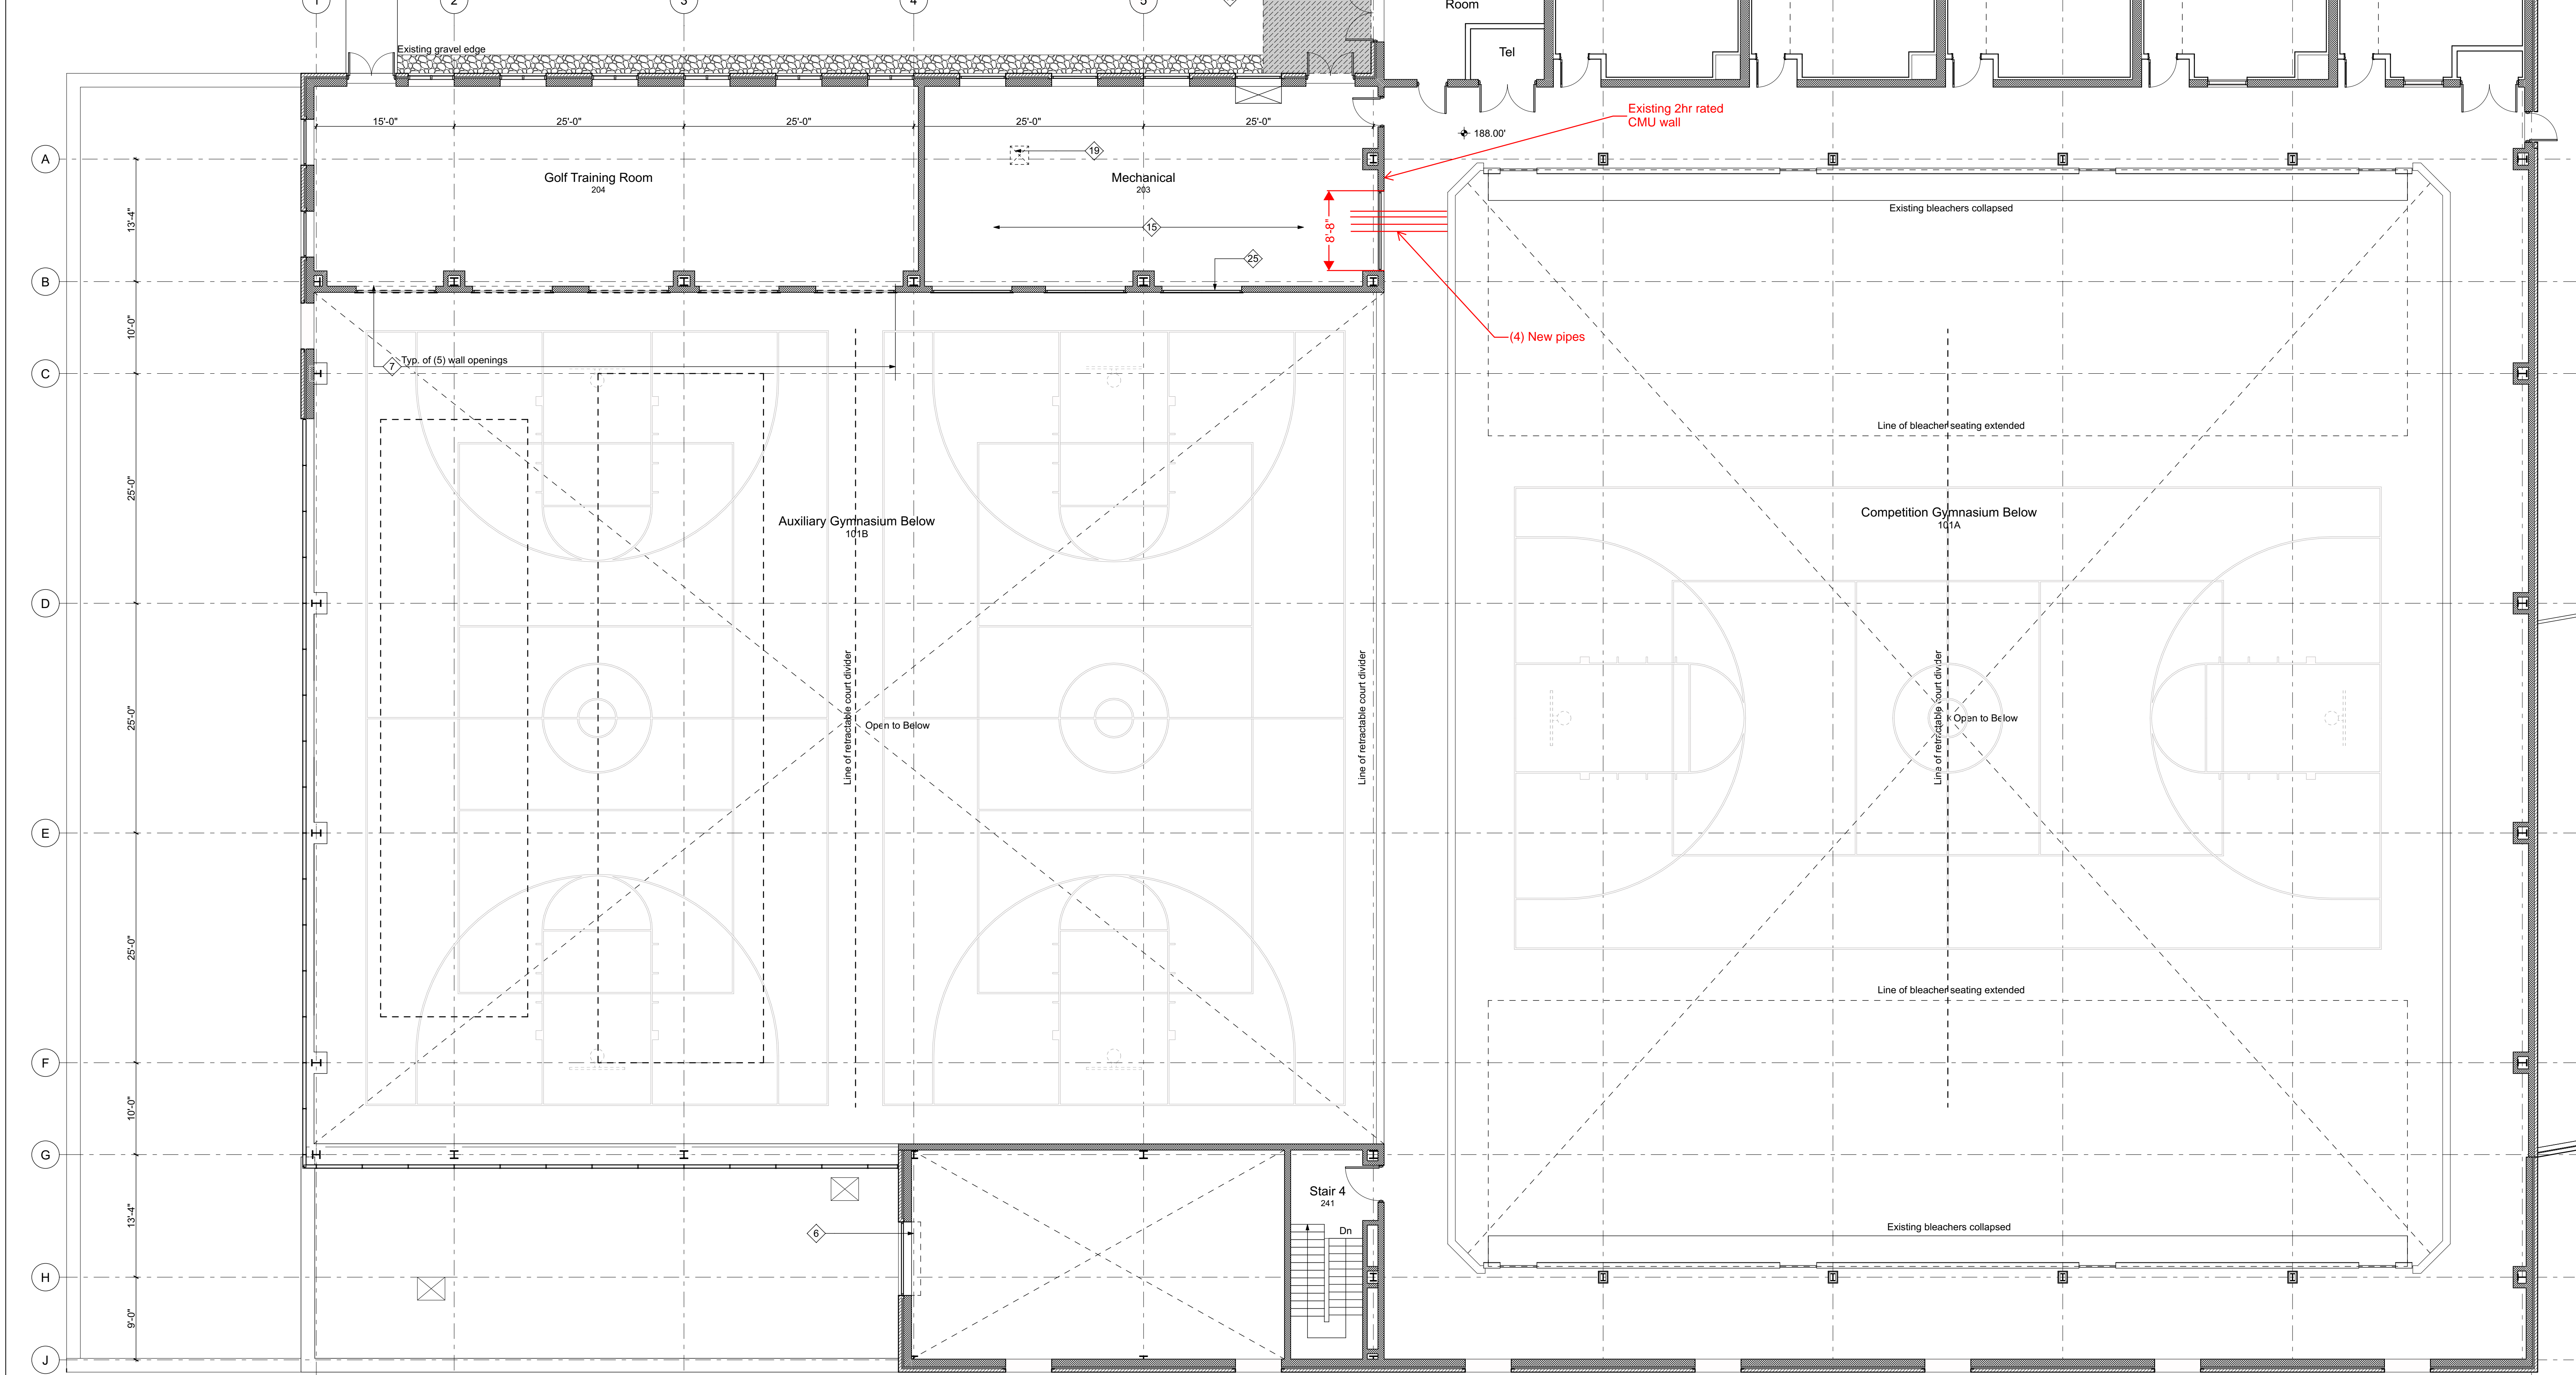 1
2
3
4
5
Room
Tel
Existing gravel edge
15'-0"
25'-0"
25'-0"
25'-0"
25'-0"
Existing 2hr rated
CMU wall
188.00'
A
19
Golf Training Room
204
Mechanical
203
Existing bleachers collapsed
13'-4"
15
8'-8"
25
B
10'-0"
(4) New pipes
Typ. of (5) wall openings
7
C
Line of bleacher seating extended
25'-0"
Auxiliary Gymnasium Below
101B
Competition Gymnasium Below
101A
D
25'-0"
Line of retractable court divider
Line of retractable court divider
Line of retractable court divider
Open to Below
Open to Below
E
25'-0"
Line of bleacher seating extended
F
10'-0"
G
Stair 4
241
13'-4"
Dn
6
Existing bleachers collapsed
H
9'-0"
J